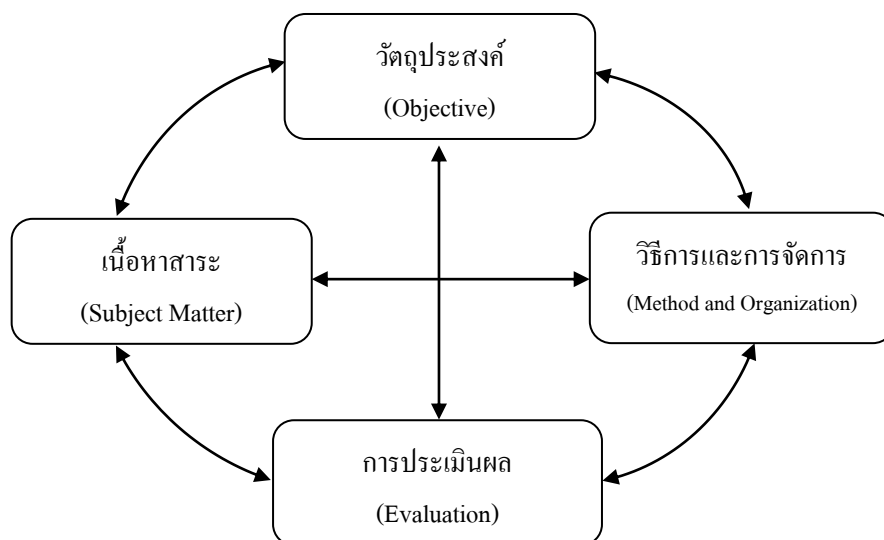 วัตถุประสงค์
(Objective)
เนื้อหาสาระ
(Subject Matter)
วิธีการและการจัดการ
(Method and Organization)
การประเมินผล
(Evaluation)